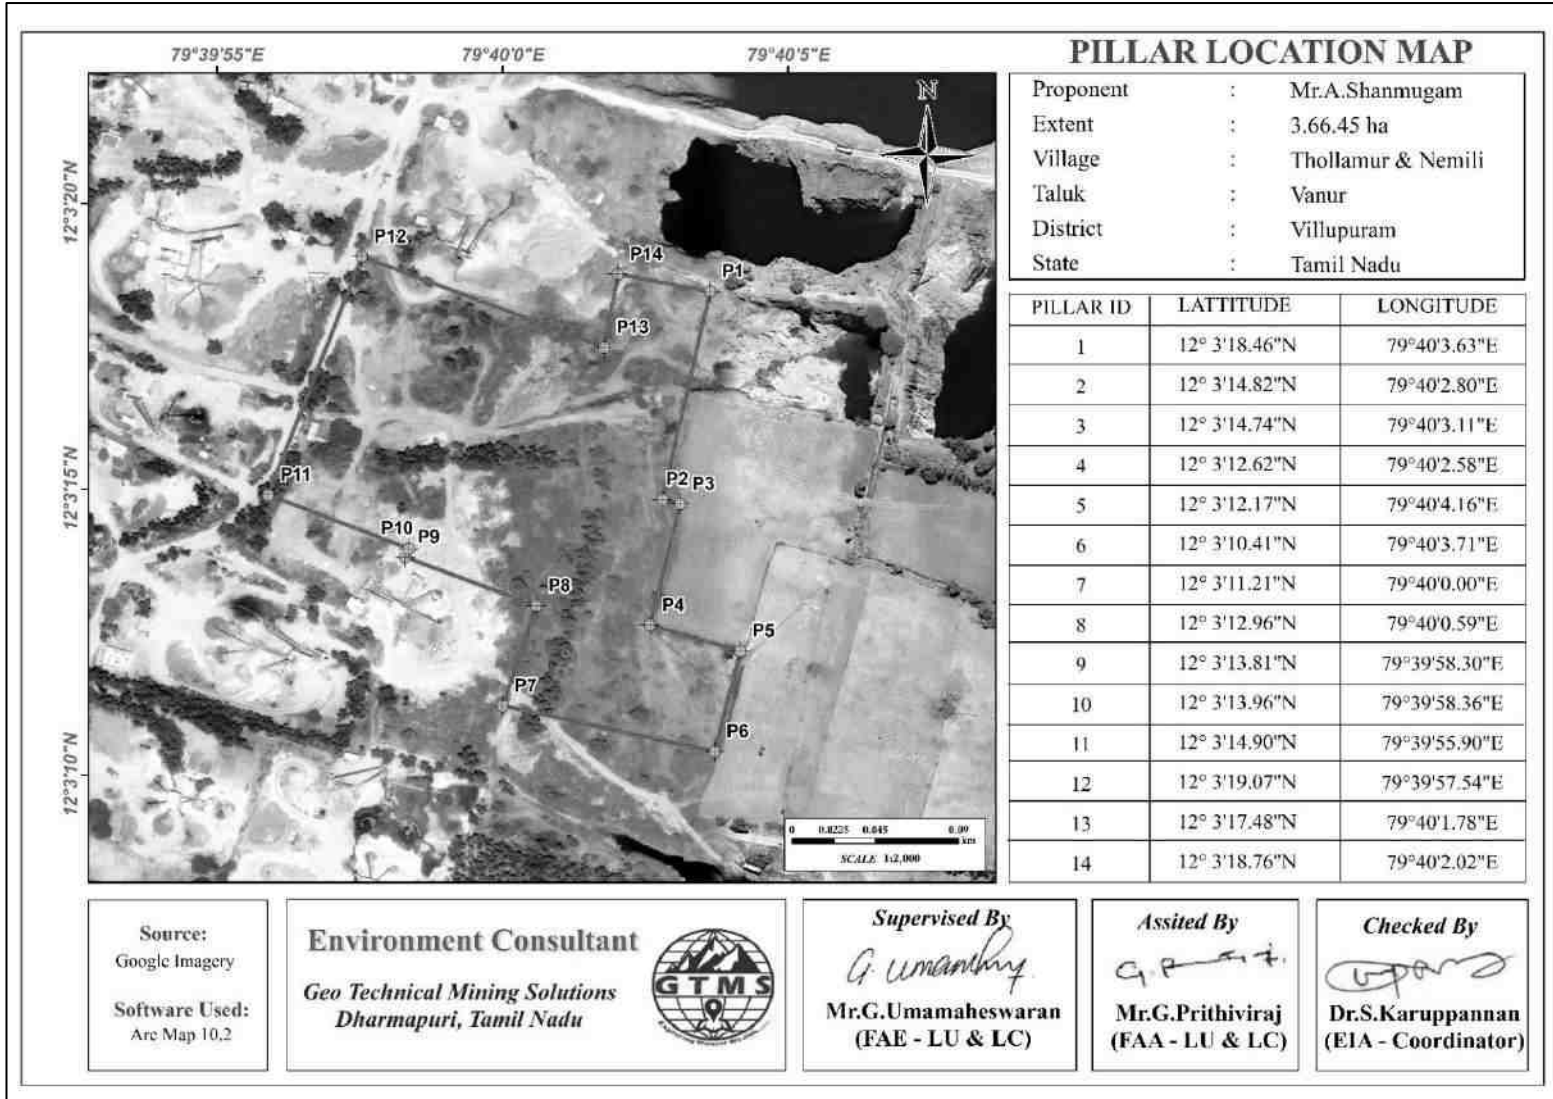 79°39'55"E
79°40'0"E
79°40'5"E
12°3'20"N
12°3'15"N
12°3'10"N
N
P12
P14
P1
P13
P11
P2
P3
P10
P9
P8
P4
P5
P7
P6
0 0.0225 0.045 0.09
km
SCALE 1:2,000
PILLAR LOCATION MAP
Proponent : Mr.A.Shanmugam
Extent : 3.66.45 ha
Village : Thollamur & Nemili
Taluk : Vanur
District : Villupuram
State : Tamil Nadu
PILLAR ID LATTITUDE LONGITUDE
1 12° 3'18.46"N 79°40'3.63"E
2 12° 3'14.82"N 79°40'2.80"E
3 12° 3'14.74"N 79°40'3.11"E
4 12° 3'12.62"N 79°40'2.58"E
5 12° 3'12.17"N 79°40'4.16"E
6 12° 3'10.41"N 79°40'3.71"E
7 12° 3'11.21"N 79°40'0.00"E
8 12° 3'12.96"N 79°40'0.59"E
9 12° 3'13.81"N 79°39'58.30"E
10 12° 3'13.96"N 79°39'58.36"E
11 12° 3'14.90"N 79°39'55.90"E
12 12° 3'19.07"N 79°39'57.54"E
13 12° 3'17.48"N 79°40'1.78"E
14 12° 3'18.76"N 79°40'2.02"E
Source:
Google Imagery
Software Used:
Arc Map 10,2
Environment Consultant
Geo Technical Mining Solutions
Dharmapuri, Tamil Nadu
GTMS
Supervised By
Mr.G.Umamaheswaran
(FAE - LU & LC)
Assited By
Mr.G.Prithiviraj
(FAA - LU & LC)
Checked By
Dr.S.Karuppannan
(EIA - Coordinator)